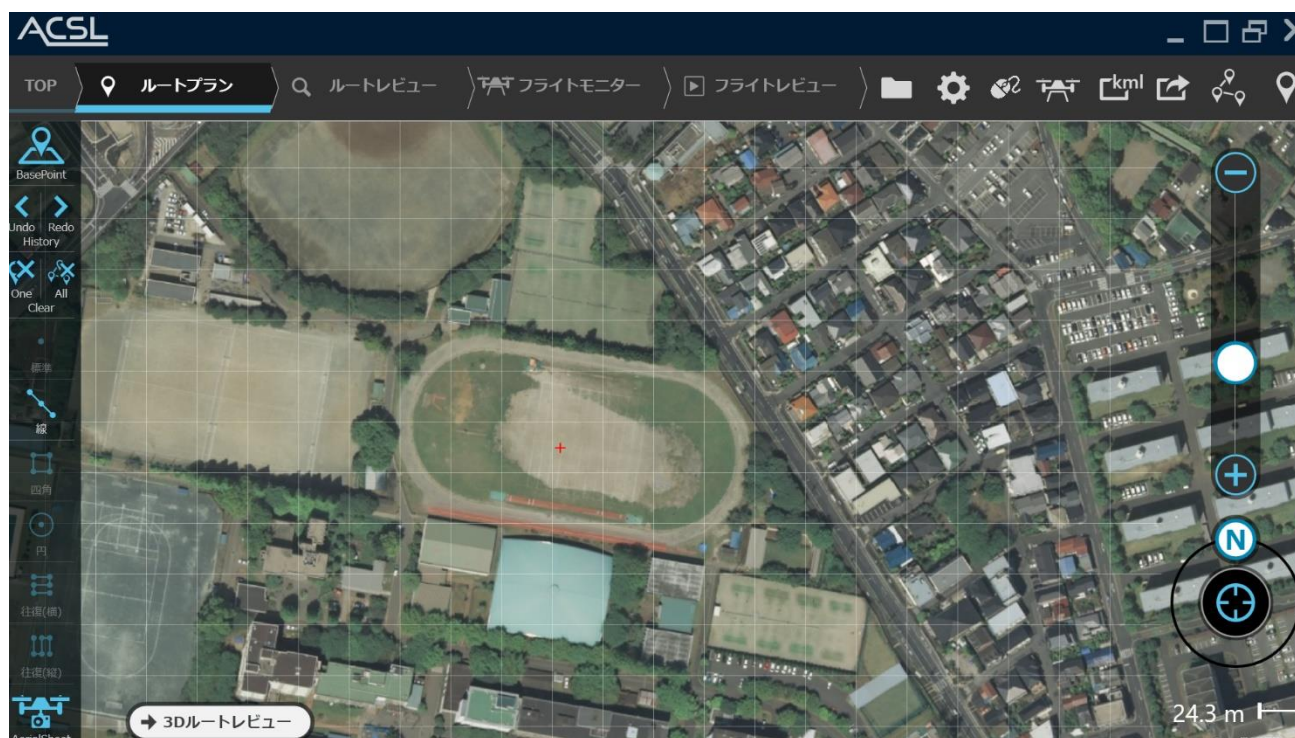 ACSL
TOP
ルートプラン
ルートレビュー
フライトモニター
フライトレビュー
kml
BasePoint
Undo Redo
History
One All
Clear
標準
線
四角
円
往復(横)
往復(縦)
3Dルートレビュー
N
24.3 m